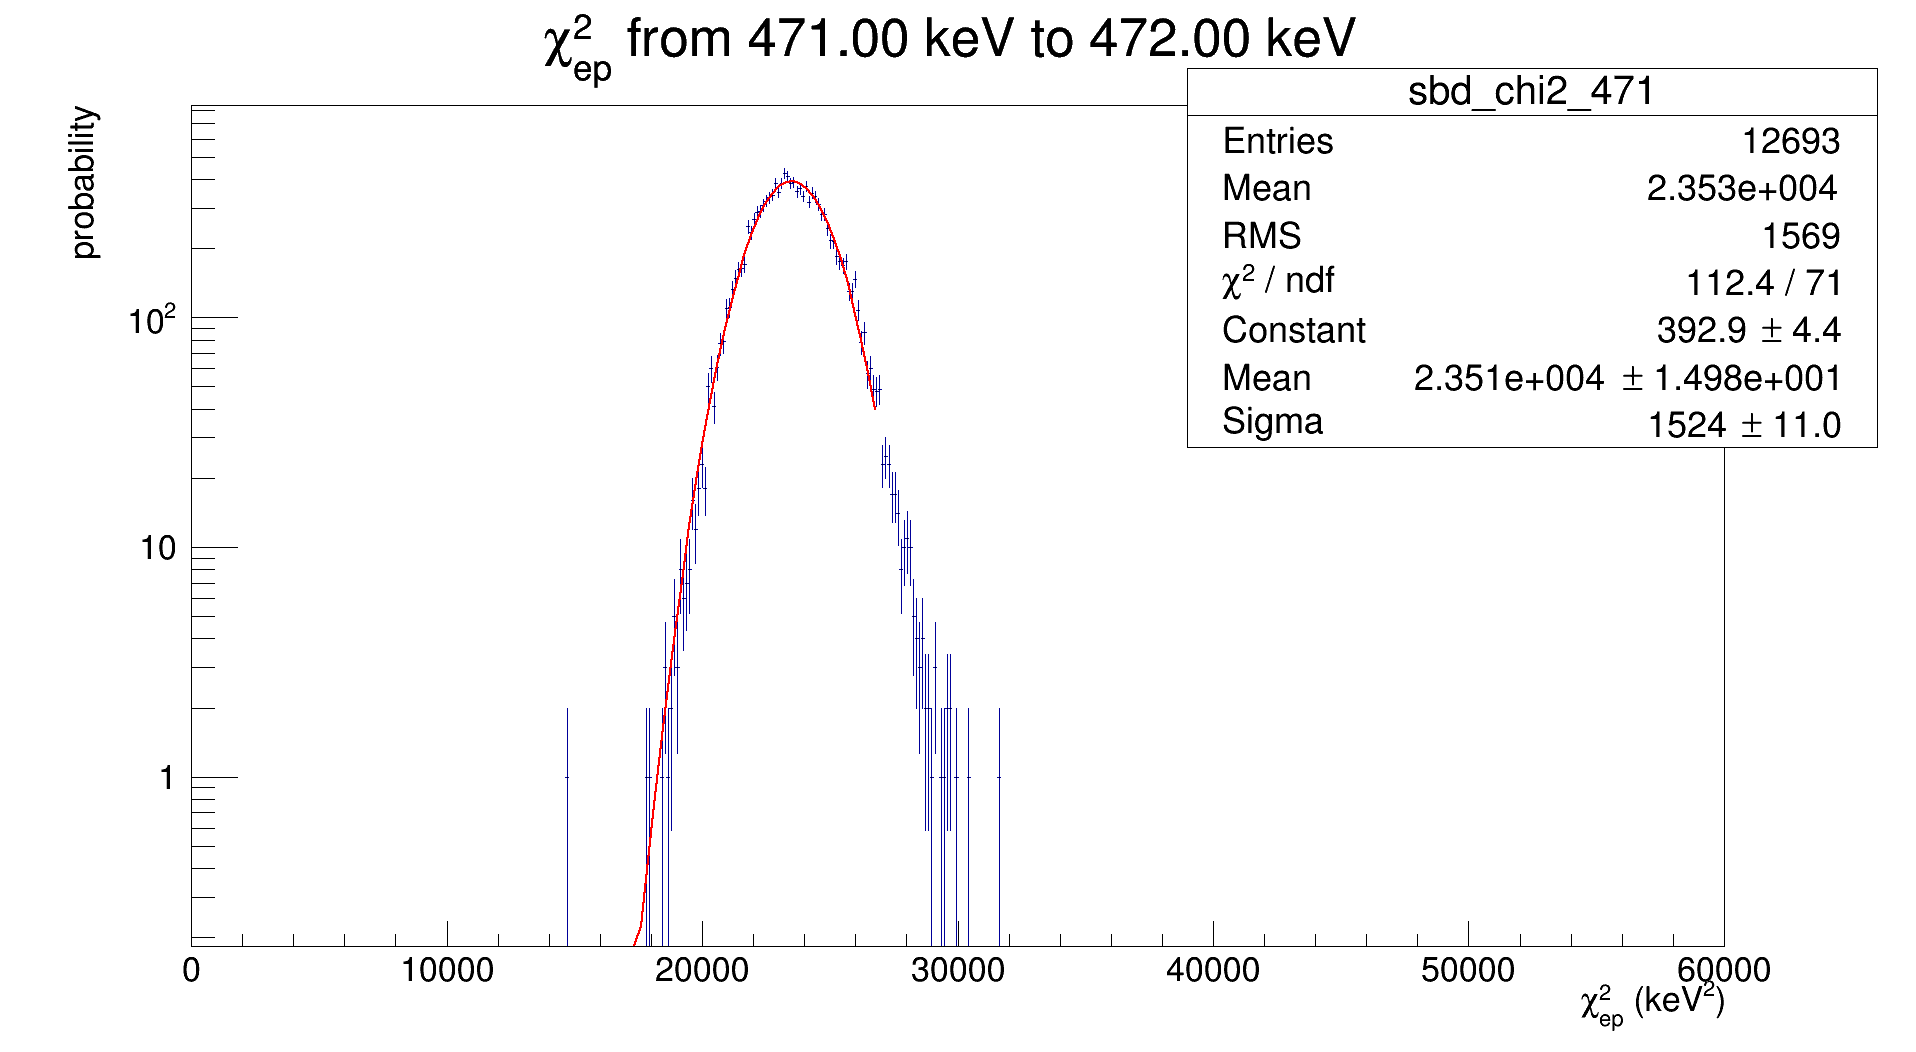 χ²ep from 471.00 keV to 472.00 keV
probability
sbd_chi2_471
Entries 12693
Mean 2.353e+004
RMS 1569
χ² / ndf 112.4 / 71
Constant 392.9 ± 4.4
Mean 2.351e+004 ± 1.498e+001
Sigma 1524 ± 11.0
10²
10
1
0 10000 20000 30000 40000 50000 60000
χ²ep (keV²)